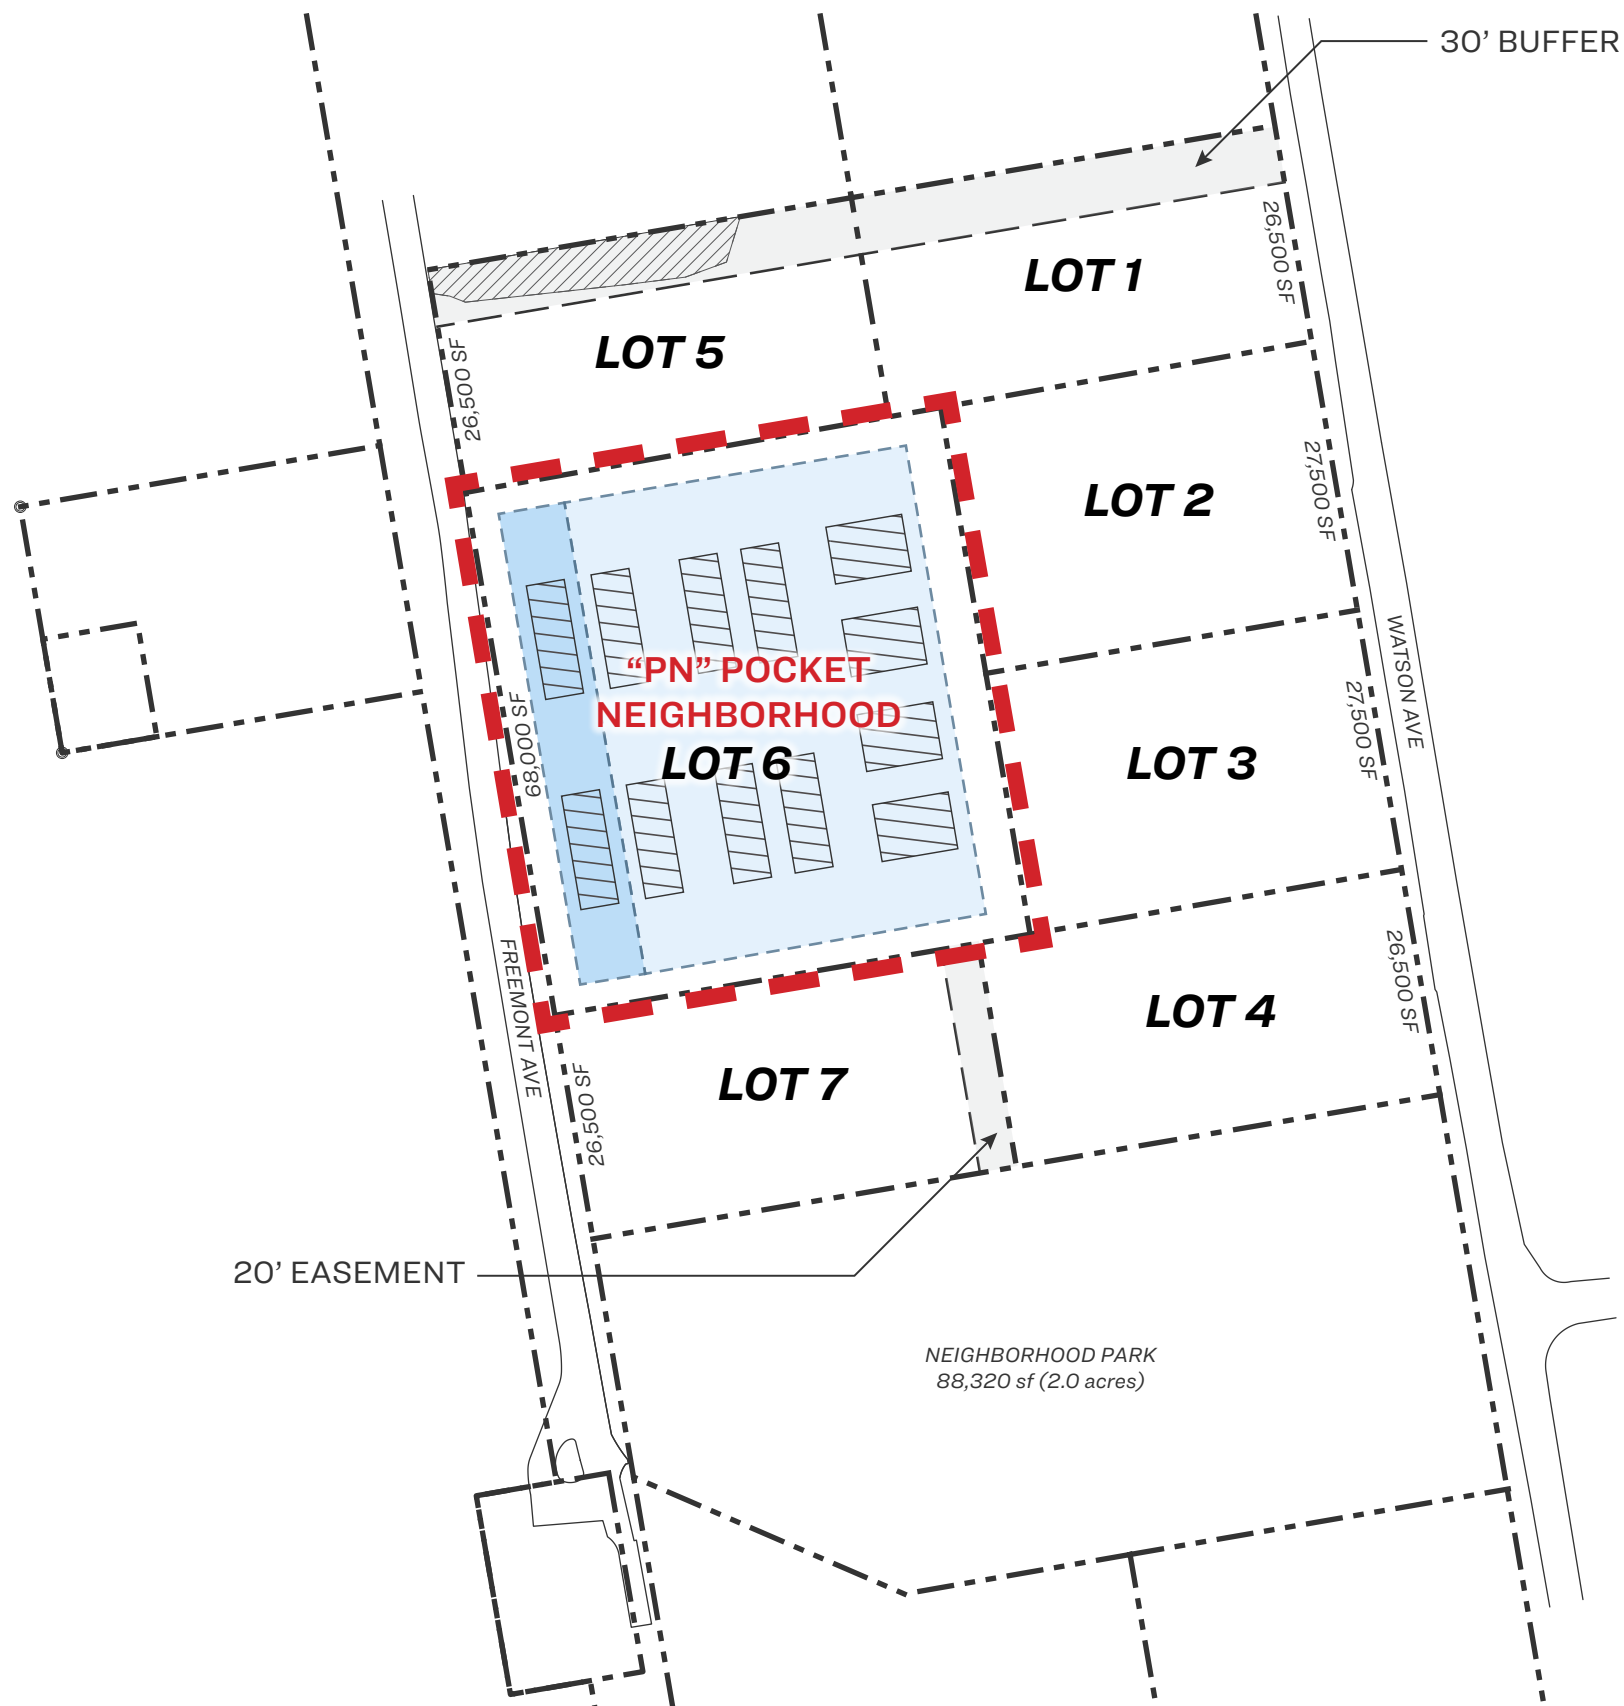 30’ BUFFER
LOT 1
26,500 SF
LOT 5
26,500 SF
LOT 2
27,500 SF
“PN” POCKET
NEIGHBORHOOD
LOT 6
68,000 SF
LOT 3
27,500 SF
WATSON AVE
LOT 4
26,500 SF
FREEMONT AVE
LOT 7
26,500 SF
20’ EASEMENT
NEIGHBORHOOD PARK
88,320 sf (2.0 acres)